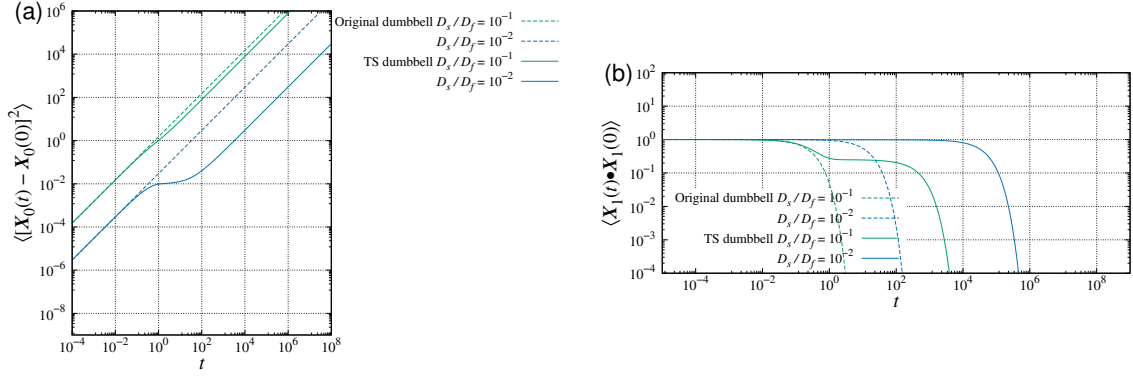 (a)
Original dumbbell D_s / D_f = 10^{-1}
D_s / D_f = 10^{-2}
TS dumbbell D_s / D_f = 10^{-1}
D_s / D_f = 10^{-2}
⟨[X_0(t) − X_0(0)]^2⟩
10^6
10^4
10^2
10^0
10^{-2}
10^{-4}
10^{-6}
10^{-8}
10^{-4} 10^{-2} 10^0 10^2 10^4 10^6 10^8
t
(b)
⟨X_1(t)•X_1(0)⟩
10^2
10^1
10^0
10^{-1}
10^{-2}
10^{-3}
10^{-4}
Original dumbbell D_s / D_f = 10^{-1}
D_s / D_f = 10^{-2}
TS dumbbell D_s / D_f = 10^{-1}
D_s / D_f = 10^{-2}
10^{-4} 10^{-2} 10^0 10^2 10^4 10^6 10^8
t